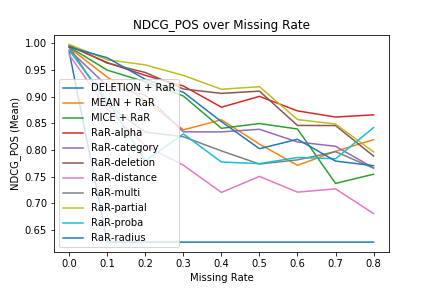 NDCG_POS over Missing Rate
NDCG_POS (Mean)
1.00
0.95
0.90
0.85
0.80
0.75
0.70
0.65
DELETION + RaR
MEAN + RaR
MICE + RaR
RaR-alpha
RaR-category
RaR-deletion
RaR-distance
RaR-multi
RaR-partial
RaR-proba
RaR-radius
0.0 0.1 0.2 0.3 0.4 0.5 0.6 0.7 0.8
Missing Rate